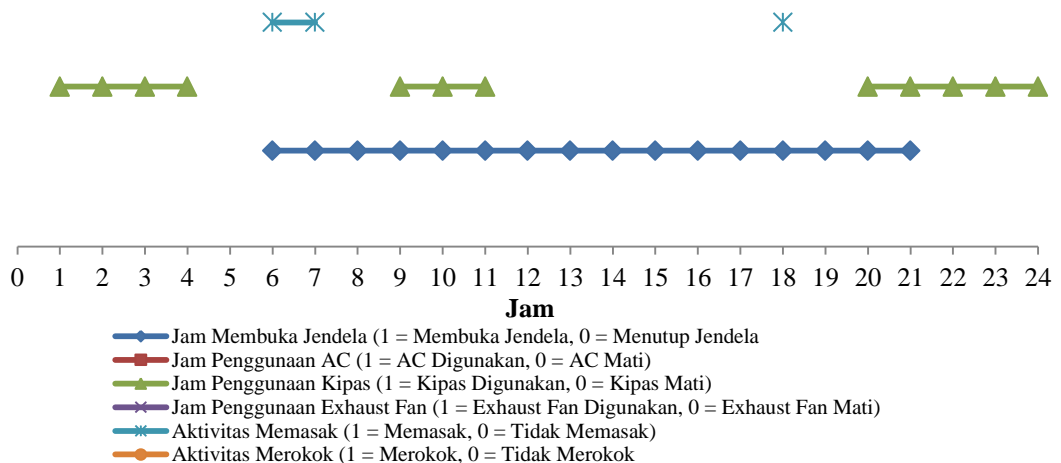 0 1 2 3 4 5 6 7 8 9 10 11 12 13 14 15 16 17 18 19 20 21 22 23 24
Jam
Jam Membuka Jendela (1 = Membuka Jendela, 0 = Menutup Jendela
Jam Penggunaan AC (1 = AC Digunakan, 0 = AC Mati)
Jam Penggunaan Kipas (1 = Kipas Digunakan, 0 = Kipas Mati)
Jam Penggunaan Exhaust Fan (1 = Exhaust Fan Digunakan, 0 = Exhaust Fan Mati)
Aktivitas Memasak (1 = Memasak, 0 = Tidak Memasak)
Aktivitas Merokok (1 = Merokok, 0 = Tidak Merokok